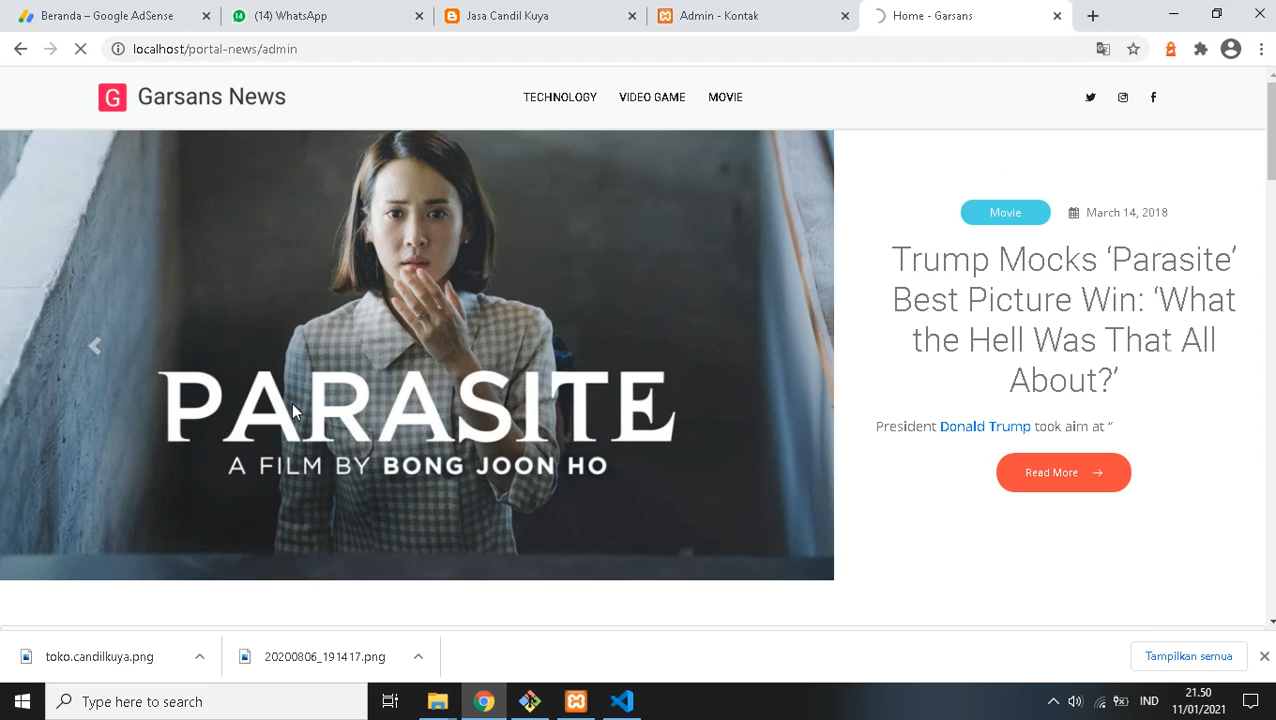 Beranda – Google AdSense
(14) WhatsApp
Jasa Candil Kuya
Admin - Kontak
Home - Garsans
localhost/portal-news/admin
G Garsans News
TECHNOLOGY VIDEO GAME MOVIE
PARASITE
A FILM BY BONG JOON HO
Movie March 14, 2018
Trump Mocks ‘Parasite’
Best Picture Win: ‘What
the Hell Was That All
About?’
President Donald Trump took aim at “
Read More
toko.candilkuya.png
20200806_191417.png
Tampilkan semua
Type here to search
IND
21.50
11/01/2021